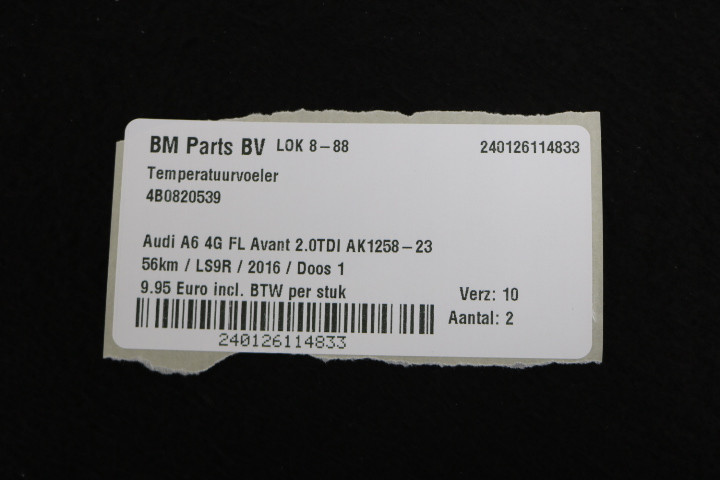 BM Parts BV LOK 8-88 240126114833
Temperatuurvoeler
4B0820539
Audi A6 4G FL Avant 2.0TDI AK1258-23
56km / LS9R / 2016 / Doos 1
9.95 Euro incl. BTW per stuk Verz: 10
Aantal: 2
240126114833